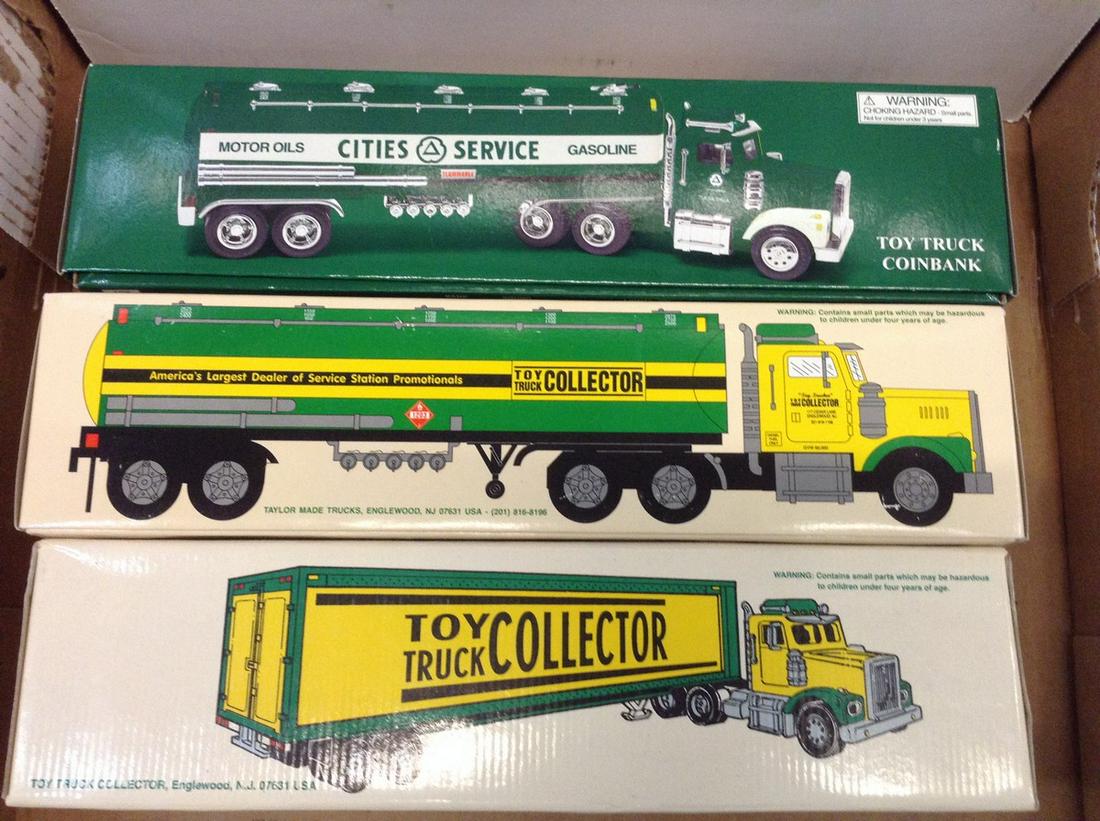 WARNING:
CHOKING HAZARD - Small parts.
Not for children under 3 years
MOTOR OILS CITIES SERVICE GASOLINE
FLAMMABLE
TOY TRUCK
COINBANK
WARNING: Contains small parts which may be hazardous
to children under four years of age.
America's Largest Dealer of Service Station Promotionals
TOY
TRUCK COLLECTOR
1203
COLLECTOR
TAYLOR MADE TRUCKS, ENGLEWOOD, NJ 07631 USA - (201) 816-8196
WARNING: Contains small parts which may be hazardous
to children under four years of age.
TOY
TRUCK COLLECTOR
TOY TRUCK COLLECTOR, Englewood, N.J. 07631 USA